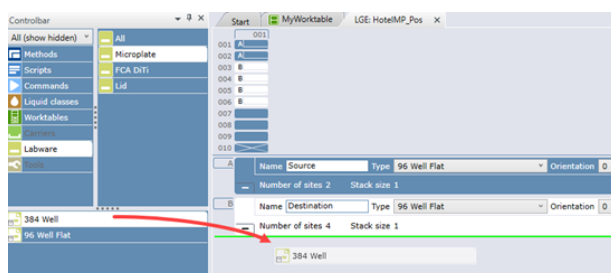 Controlbar
Start MyWorktable LGE: HotelMP_Pos
All (show hidden)
Methods
Scripts
Commands
Liquid classes
Worktables
Carriers
Labware
Tools
All
Microplate
FCA DiTi
Lid
384 Well
96 Well Flat
001
001 A
002 A
003 B
004 B
005 B
006 B
007
008
009
010
A
Name Source Type 96 Well Flat Orientation 0
Number of sites 2 Stack size 1
B
Name Destination Type 96 Well Flat Orientation 0
Number of sites 4 Stack size 1
384 Well